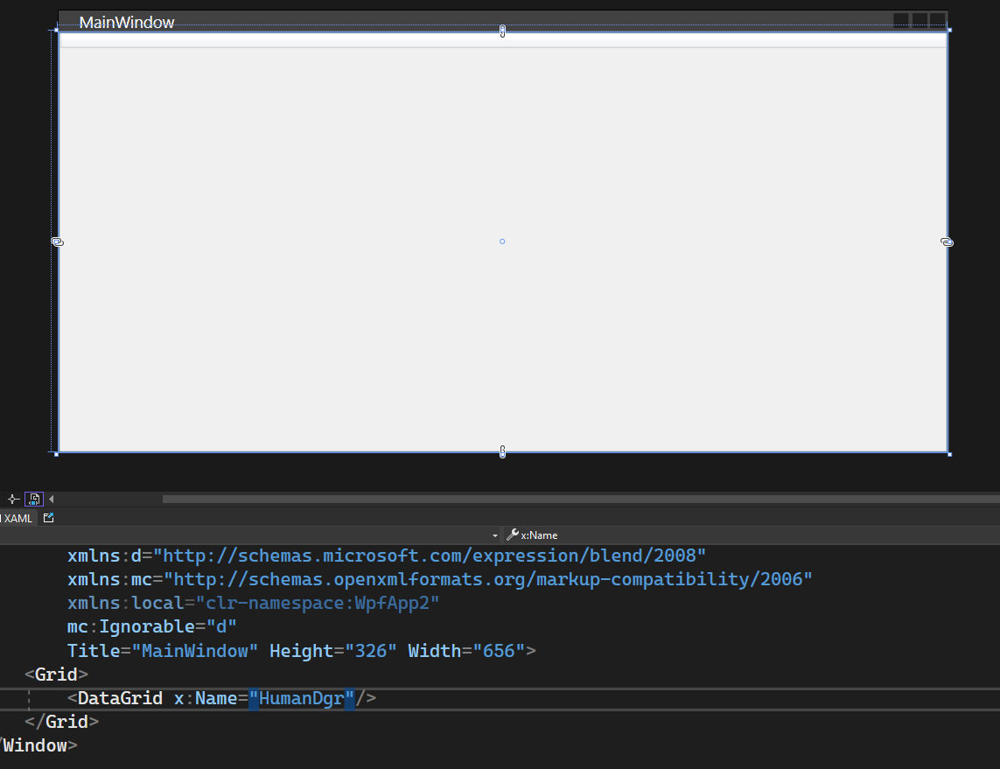 MainWindow
XAML
x:Name
xmlns:d="http://schemas.microsoft.com/expression/blend/2008"
xmlns:mc="http://schemas.openxmlformats.org/markup-compatibility/2006"
xmlns:local="clr-namespace:WpfApp2"
mc:Ignorable="d"
Title="MainWindow" Height="326" Width="656">
<Grid>
<DataGrid x:Name="HumanDgr"/>
</Grid>
/Window>